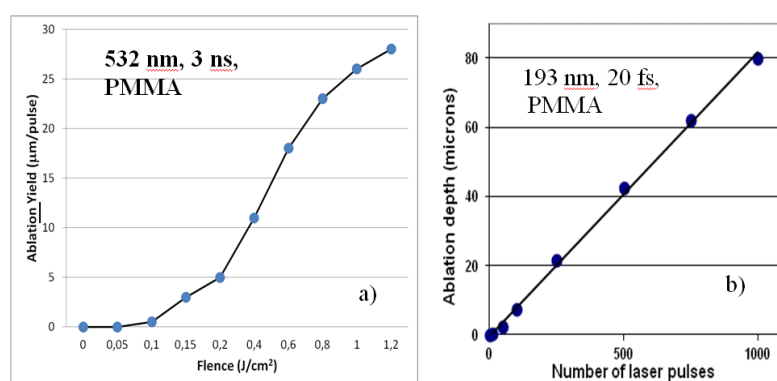 532 nm, 3 ns,
PMMA
Ablation Yield (µm/pulse)
30
25
20
15
10
5
0
0 0,05 0,1 0,15 0,2 0,4 0,6 0,8 1 1,2
Flence (J/cm²)
a)
193 nm, 20 fs,
PMMA
Ablation depth (microns)
80
60
40
20
0
0 500 1000
Number of laser pulses
b)